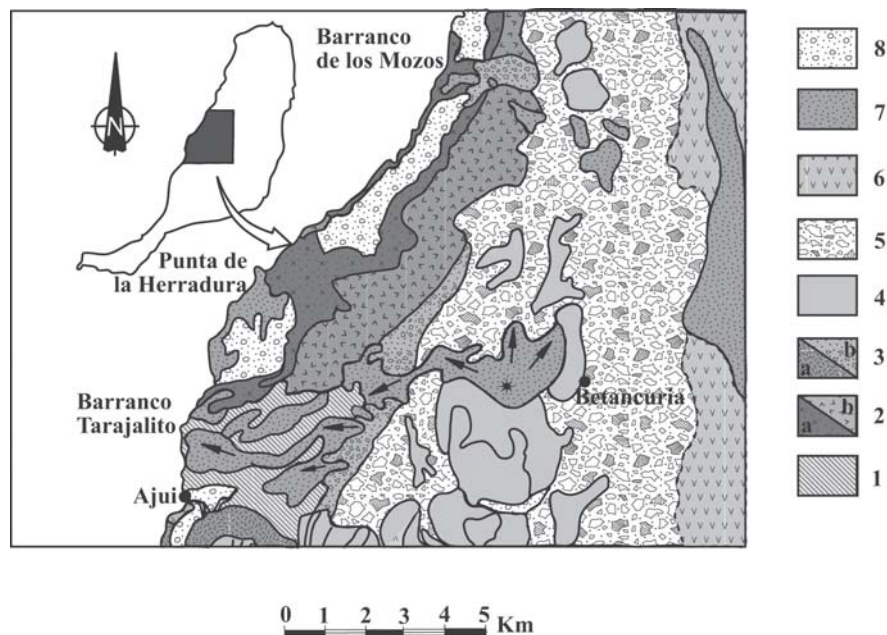 Barranco
de los Mozos
N
Punta de
la Herradura
Barranco
Tarajalito
Ajui
Betancuria
8
7
6
5
4
a b 3
a b 2
1
0 1 2 3 4 5 Km